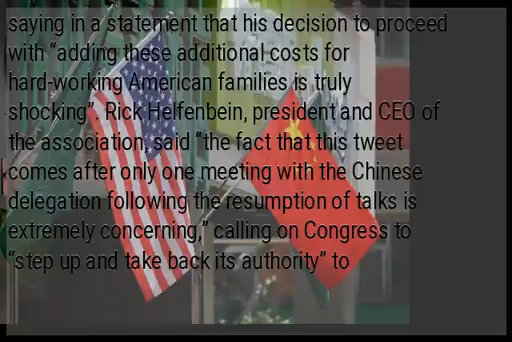 saying in a statement that his decision to proceed
with “adding these additional costs for
hard-working American families is truly
shocking”. Rick Helfenbein, president and CEO of
the association, said “the fact that this tweet
comes after only one meeting with the Chinese
delegation following the resumption of talks is
extremely concerning,” calling on Congress to
“step up and take back its authority” to